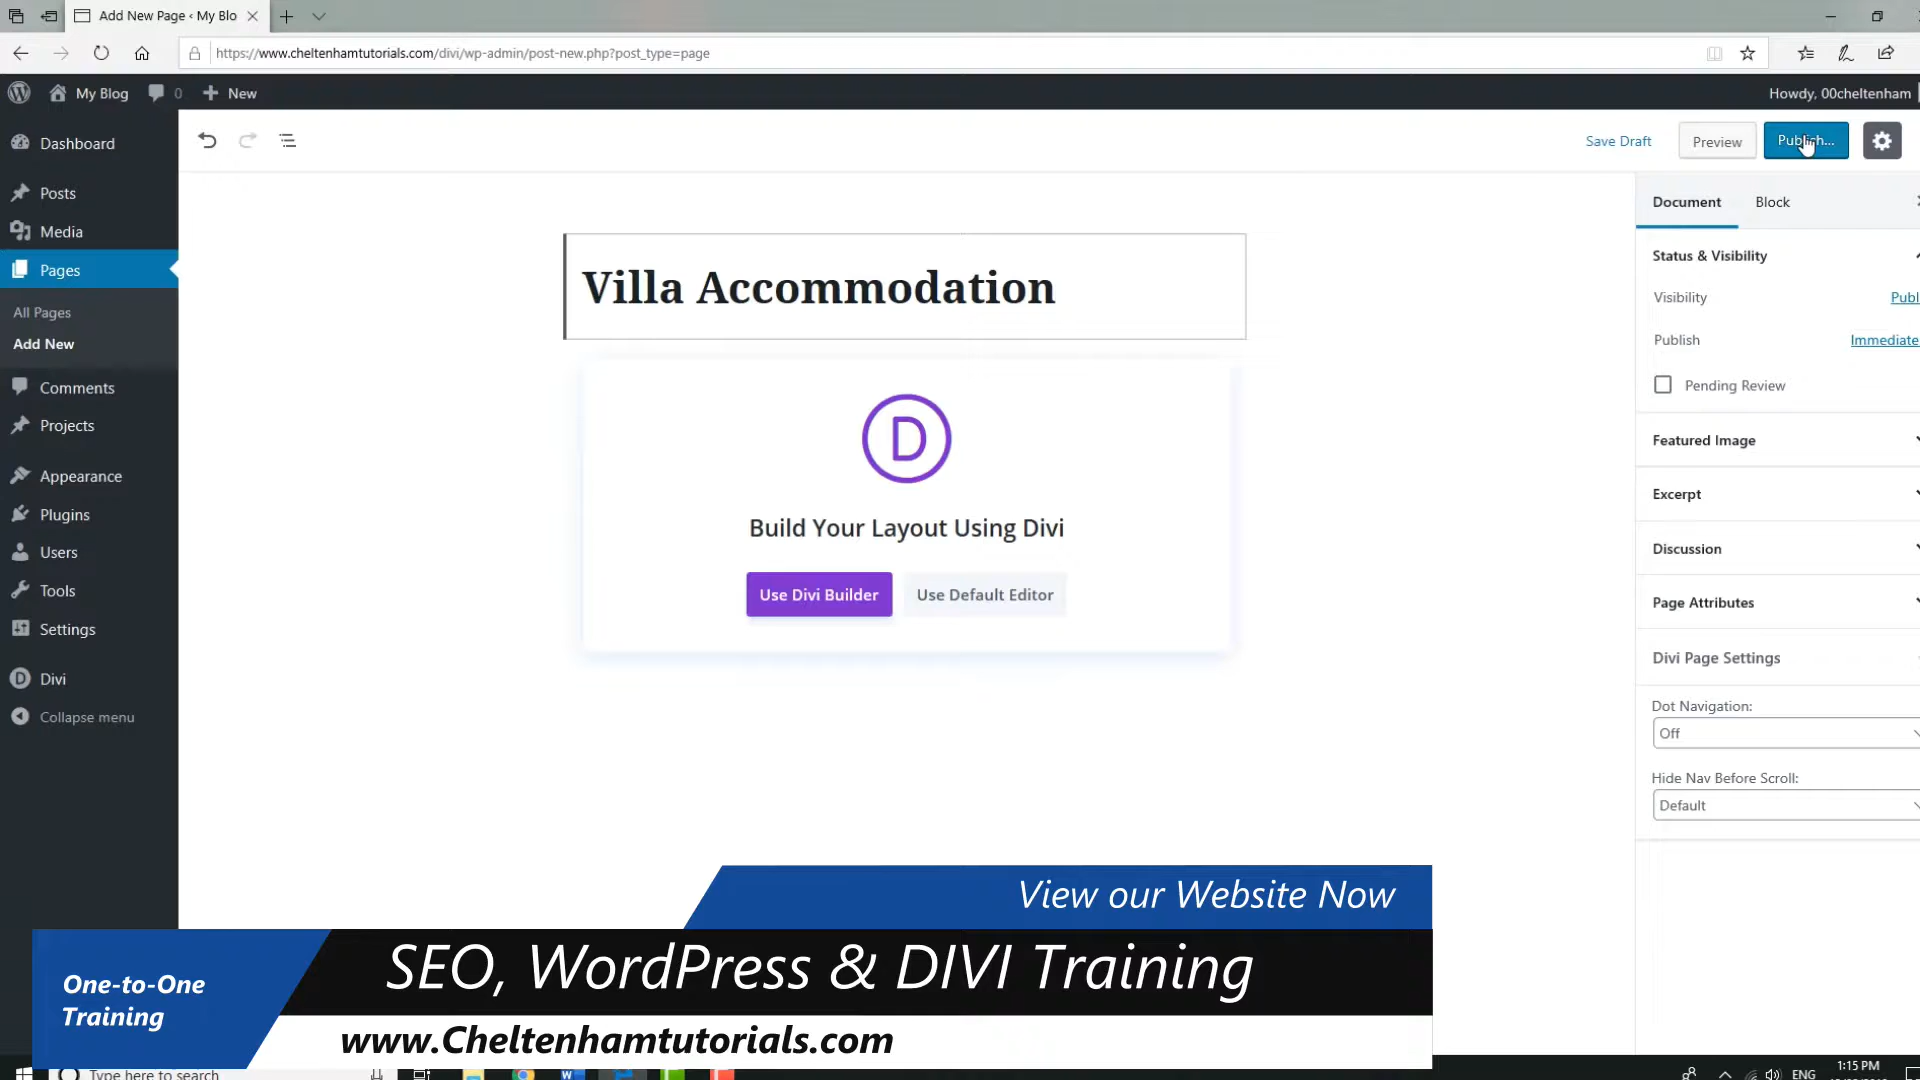 Add New Page ‹ My Blo
https://www.cheltenhamtutorials.com/divi/wp-admin/post-new.php?post_type=page
My Blog
0
New
Howdy, 00cheltenham
Dashboard
Posts
Media
Pages
All Pages
Add New
Comments
Projects
Appearance
Plugins
Users
Tools
Settings
Divi
Collapse menu
Save Draft
Preview
Publish...
Villa Accommodation
D
Build Your Layout Using Divi
Use Divi Builder
Use Default Editor
Document
Block
Status & Visibility
Visibility
Publ
Publish
Immediate
Pending Review
Featured Image
Excerpt
Discussion
Page Attributes
Divi Page Settings
Dot Navigation:
Off
Hide Nav Before Scroll:
Default
View our Website Now
SEO, WordPress & DIVI Training
One-to-One
Training
www.Cheltenhamtutorials.com
Type here to search
ENG
1:15 PM